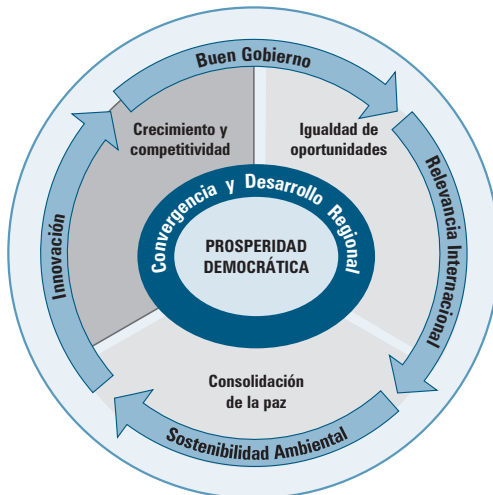 Buen Gobierno
Crecimiento y
competitividad
Igualdad de
oportunidades
Relevancia Internacional
Innovación
Convergencia y Desarrollo Regional
PROSPERIDAD
DEMOCRÁTICA
Consolidación
de la paz
Sostenibilidad Ambiental